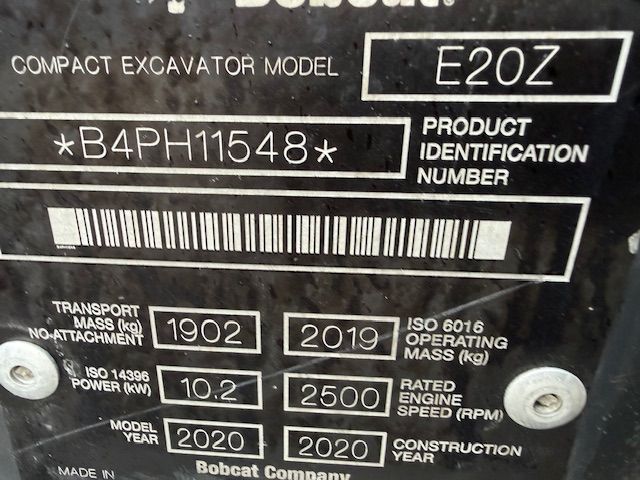 Bobcat®
COMPACT EXCAVATOR MODEL E20Z
*B4PH11548*
PRODUCT
IDENTIFICATION
NUMBER
TRANSPORT
MASS (kg)
NO-ATTACHMENT
1902
2019
ISO 6016
OPERATING
MASS (kg)
ISO 14396
POWER (kW)
10.2
2500
RATED
ENGINE
SPEED (RPM)
MODEL
YEAR
2020
2020
CONSTRUCTION
YEAR
MADE IN
Bobcat Company